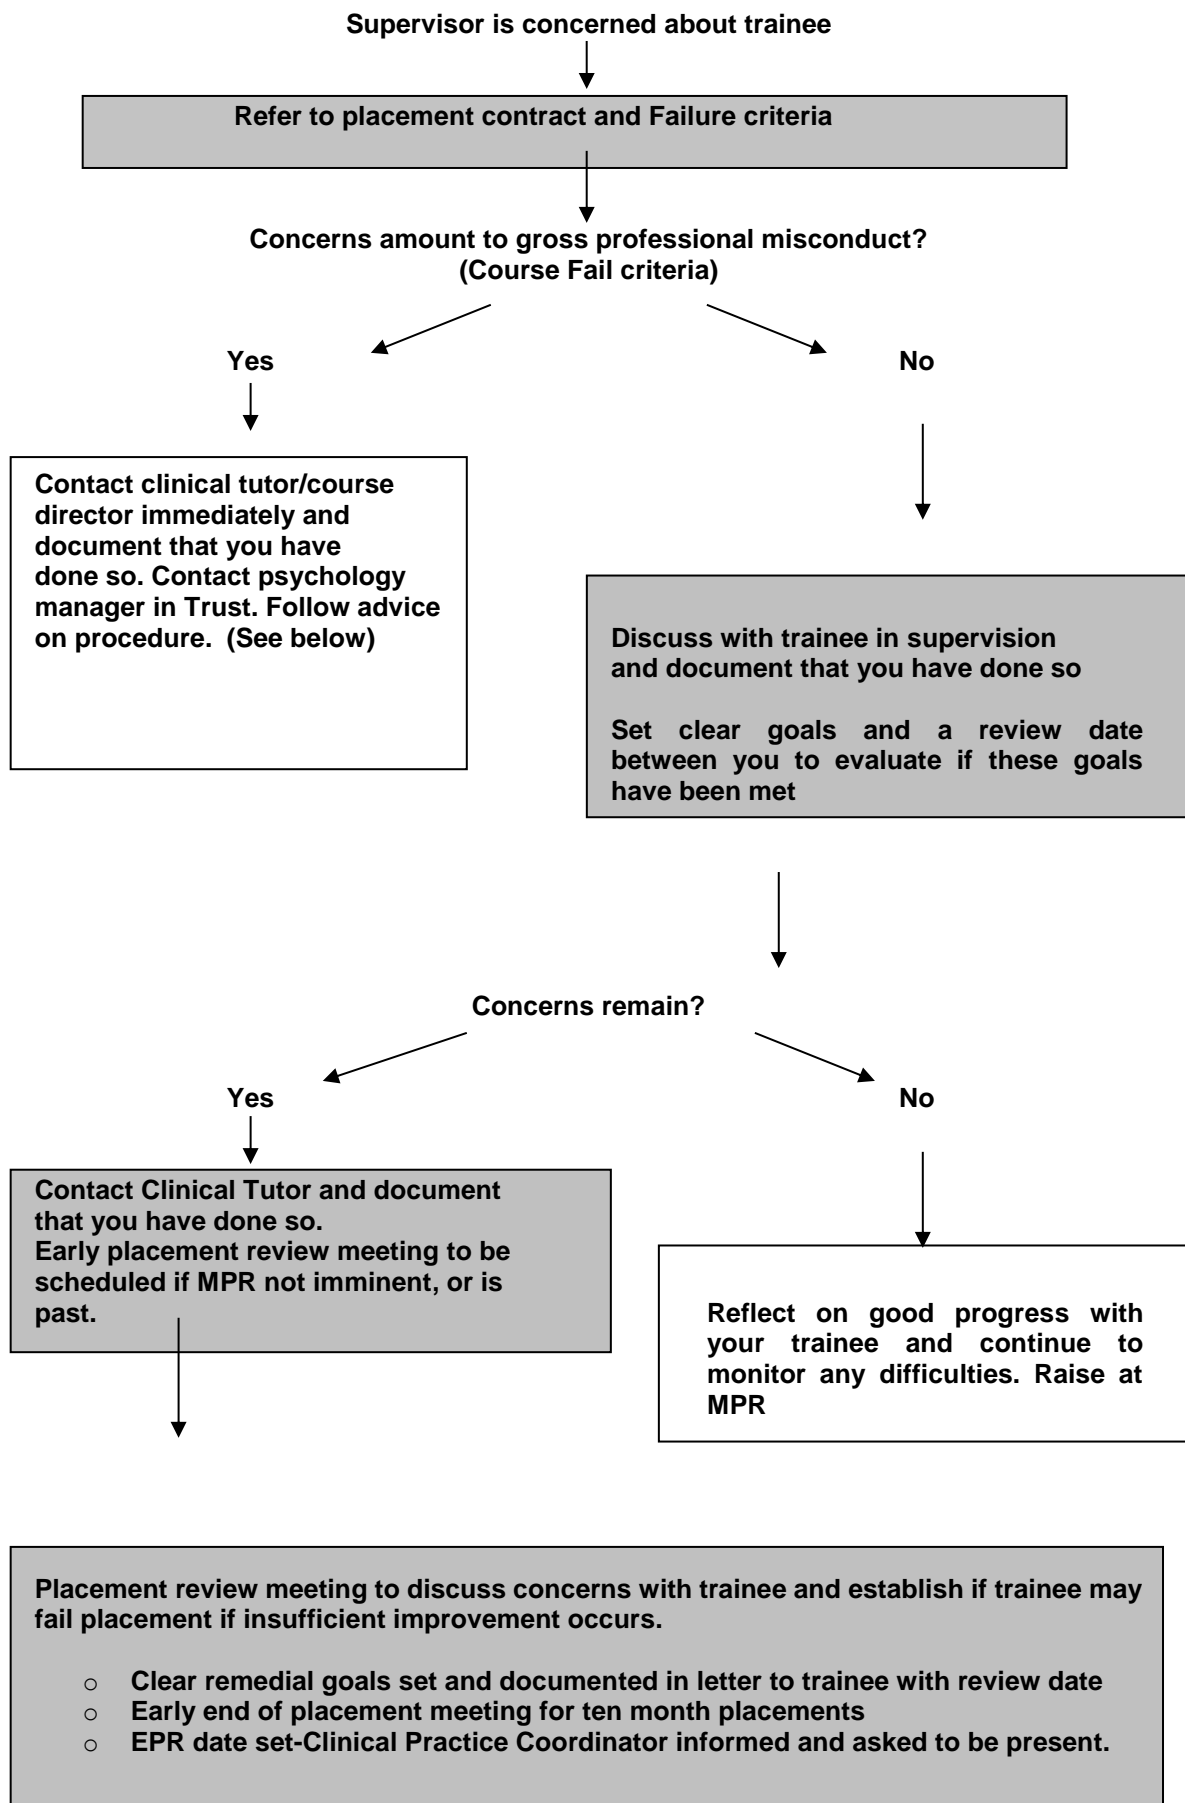 Supervisor is concerned about trainee
Refer to placement contract and Failure criteria
Concerns amount to gross professional misconduct?
(Course Fail criteria)
Yes
No
Contact clinical tutor/course
director immediately and
document that you have
done so. Contact psychology
manager in Trust. Follow advice
on procedure. (See below)
Discuss with trainee in supervision
and document that you have done so
Set clear goals and a review date
between you to evaluate if these goals
have been met
Concerns remain?
Yes
No
Contact Clinical Tutor and document
that you have done so.
Early placement review meeting to be
scheduled if MPR not imminent, or is
past.
Reflect on good progress with
your trainee and continue to
monitor any difficulties. Raise at
MPR
Placement review meeting to discuss concerns with trainee and establish if trainee may
fail placement if insufficient improvement occurs.
o Clear remedial goals set and documented in letter to trainee with review date
o Early end of placement meeting for ten month placements
o EPR date set-Clinical Practice Coordinator informed and asked to be present.